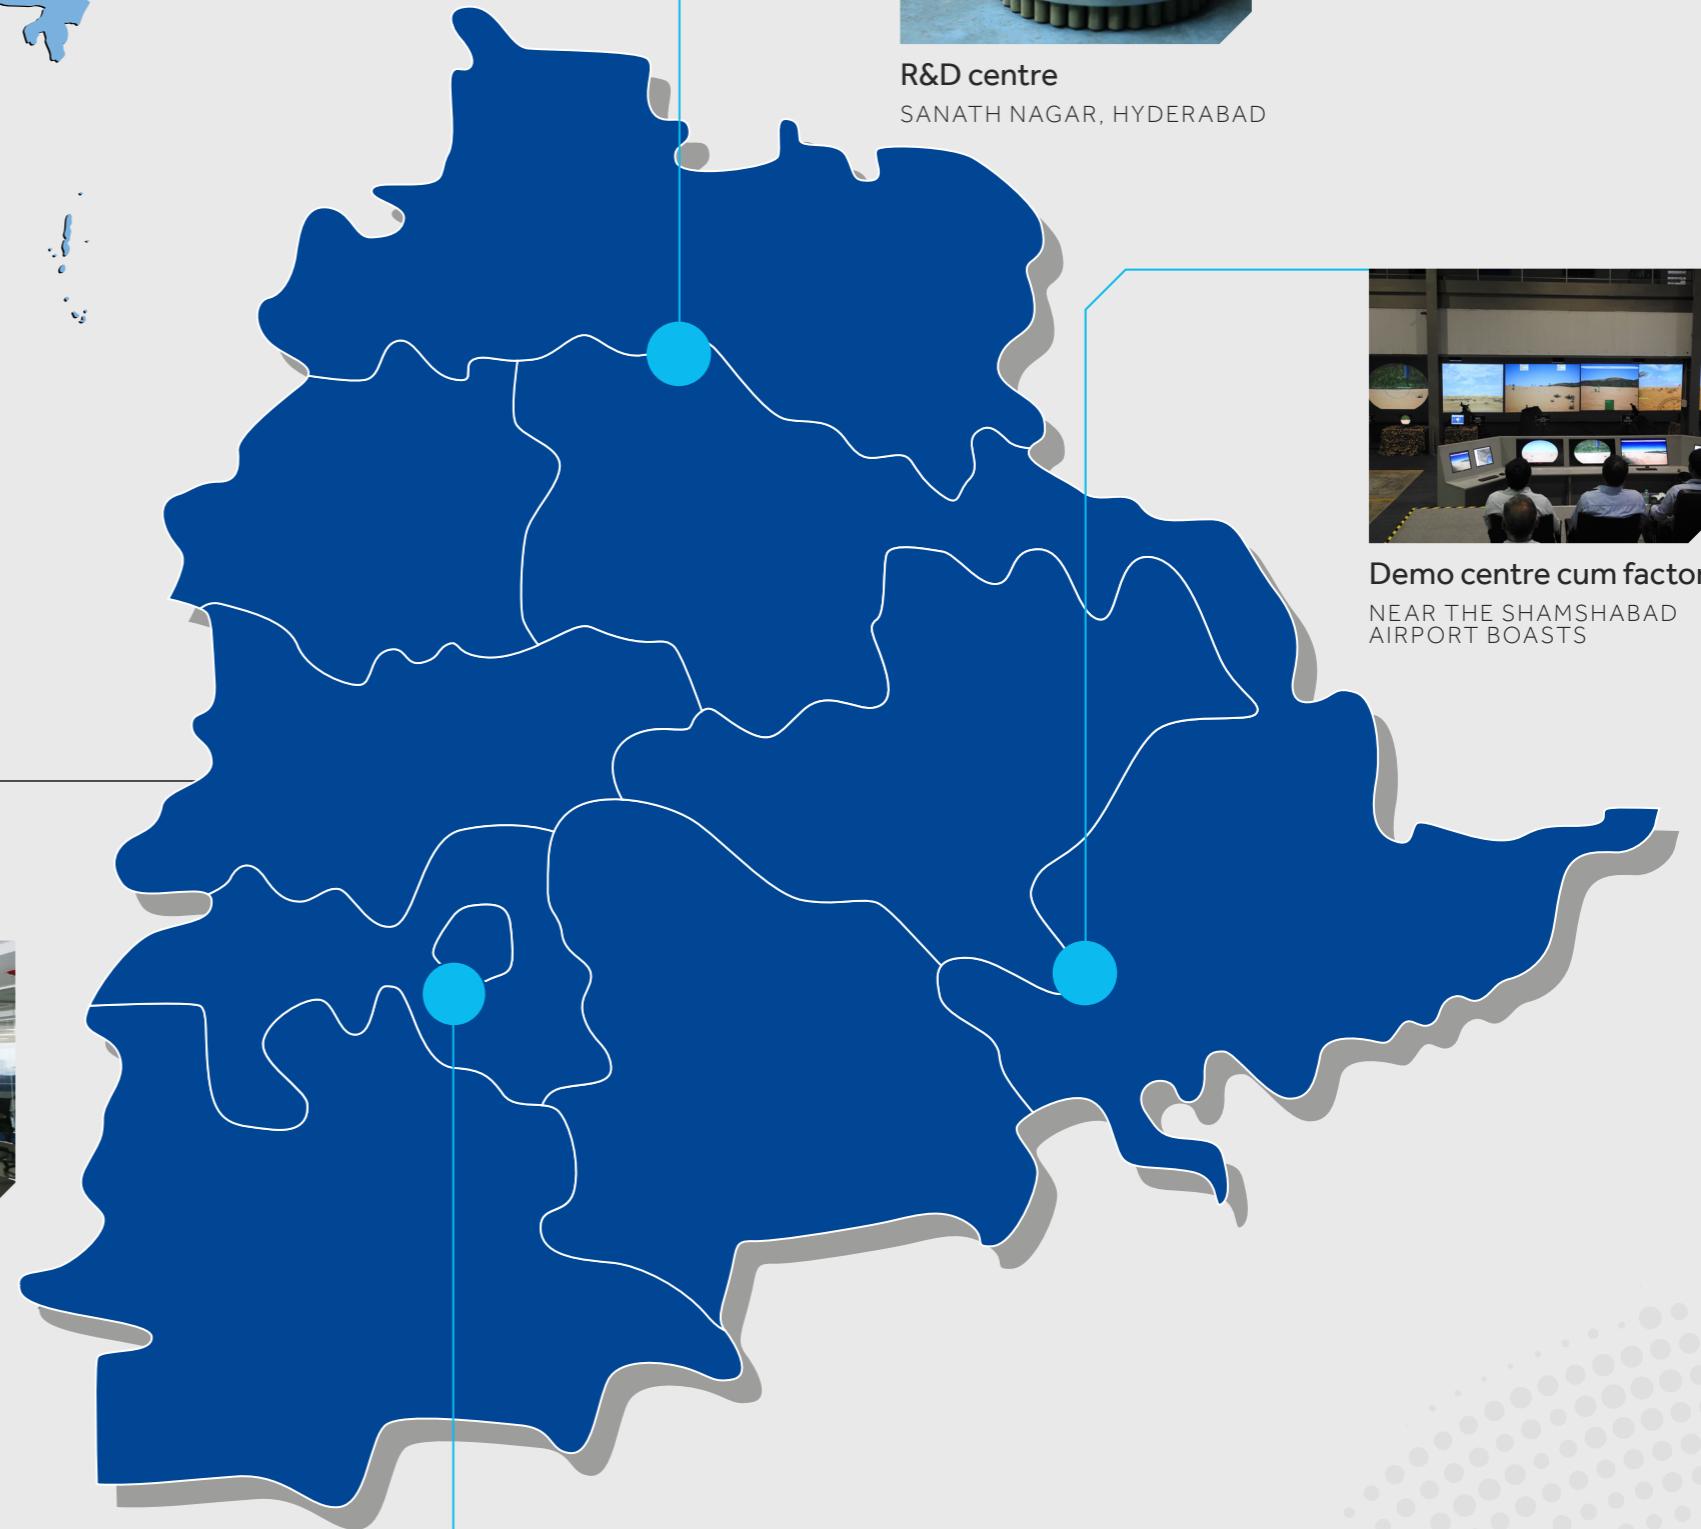 R&D centre
SANATH NAGAR, HYDERABAD
Demo centre cum factor
NEAR THE SHAMSHABAD
AIRPORT BOASTS